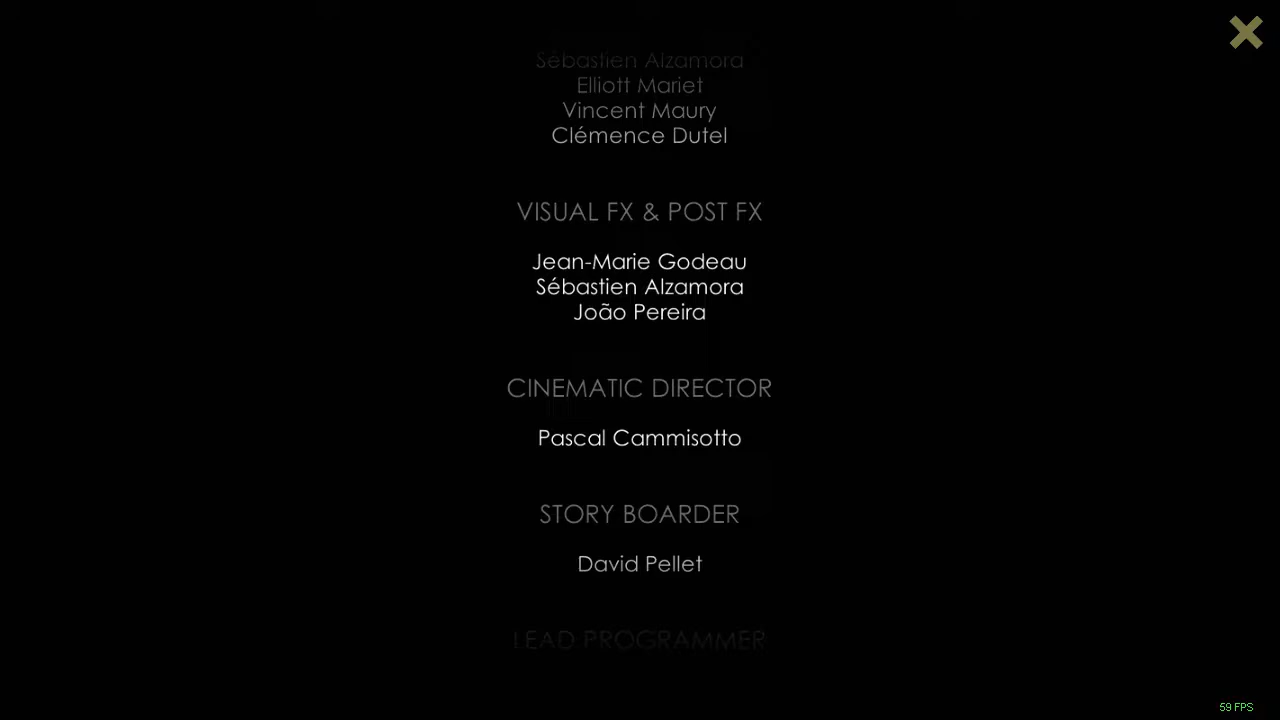 Sébastien Alzamora
Elliott Mariet
Vincent Maury
Clémence Dutel
VISUAL FX & POST FX
Jean-Marie Godeau
Sébastien Alzamora
João Pereira
CINEMATIC DIRECTOR
Pascal Cammisotto
STORY BOARDER
David Pellet
LEAD PROGRAMMER
59 FPS